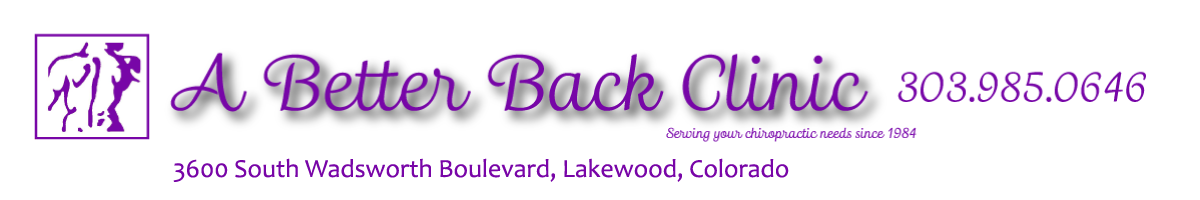 A Better Back Clinic 303.985.0646
Serving your chiropractic needs since 1984
3600 South Wadsworth Boulevard, Lakewood, Colorado